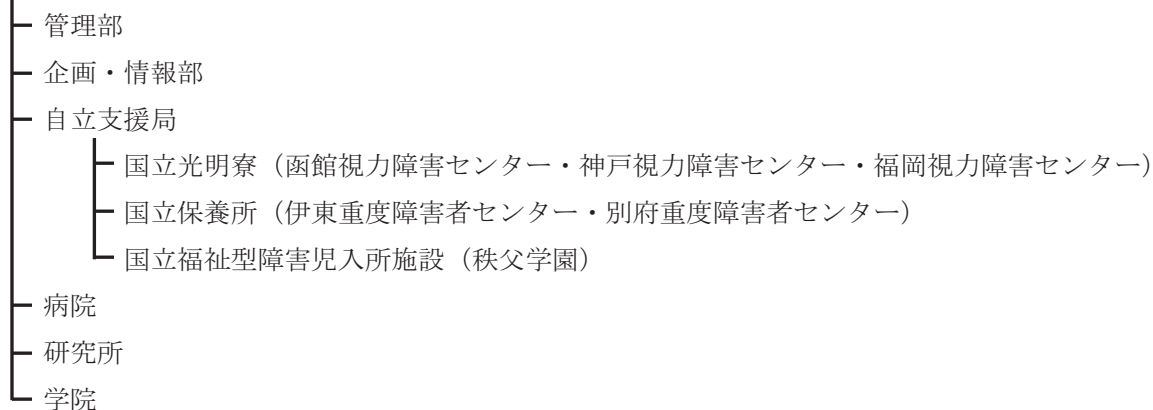 管理部
企画・情報部
自立支援局
国立光明寮（函館視力障害センター・神戸視力障害センター・福岡視力障害センター）
国立保養所（伊東重度障害者センター・別府重度障害者センター）
国立福祉型障害児入所施設（秩父学園）
病院
研究所
学院